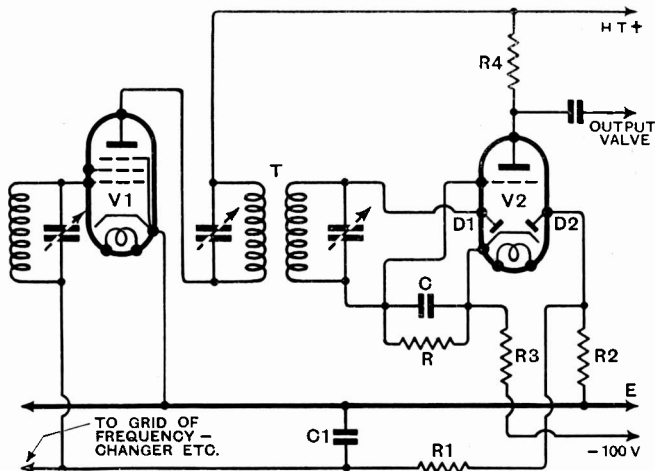 HT+
R4
OUTPUT
VALVE
T
V1
V2
D1
D2
C
R
R3
R2
E
TO GRID OF
FREQUENCY-
CHANGER ETC.
C1
R1
-100 V